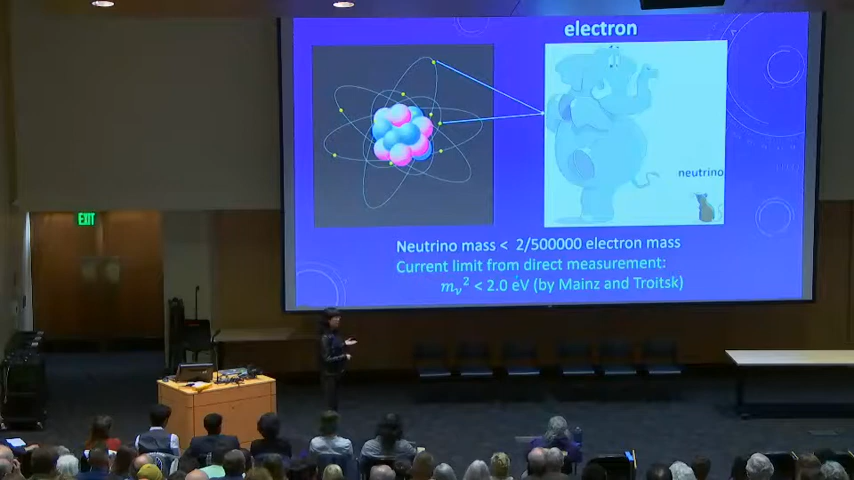 electron
neutrino
Neutrino mass < 2/500000 electron mass
Current limit from direct measurement:
mᵥ² < 2.0 eV (by Mainz and Troitsk)
EXIT